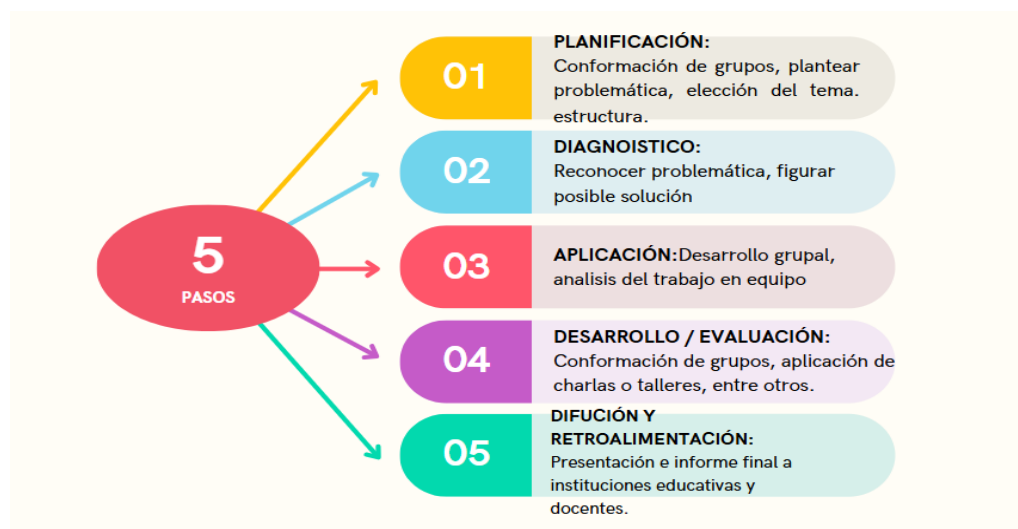 5
PASOS
01
PLANIFICACIÓN:
Conformación de grupos, plantear
problemática, elección del tema.
estructura.
02
DIAGNOISTICO:
Reconocer problemática, figurar
posible solución
03
APLICACIÓN:Desarrollo grupal,
analisis del trabajo en equipo
04
DESARROLLO / EVALUACIÓN:
Conformación de grupos, aplicación de
charlas o talleres, entre otros.
05
DIFUCIÓN Y
RETROALIMENTACIÓN:
Presentación e informe final a
instituciones educativas y
docentes.